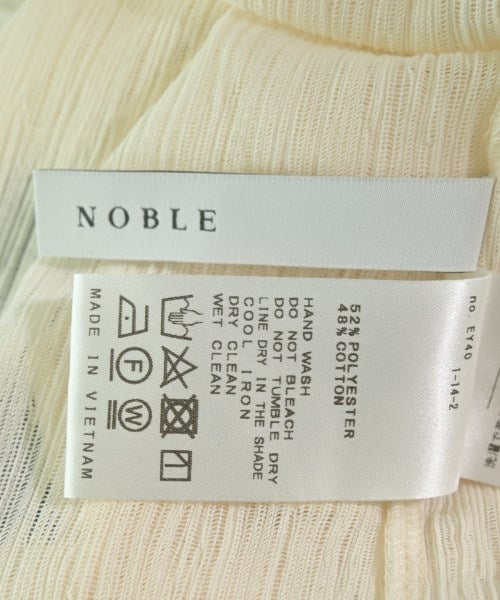 NOBLE
52% POLYESTER
48% COTTON
HAND WASH
DO NOT BLEACH
DO NOT TUMBLE DRY
LINE DRY IN THE SHADE
COOL IRON
DRY CLEAN
WET CLEAN
F
W
MADE IN VIETNAM
no. EY40
1-14-2